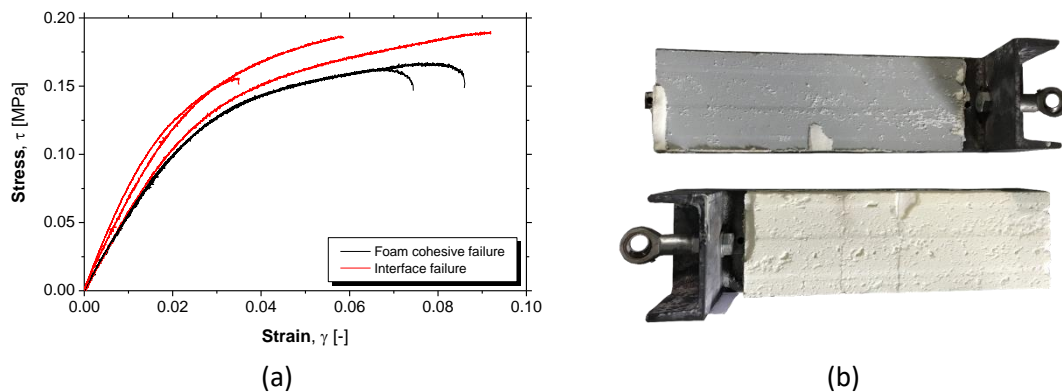 0.20
0.15
0.10
0.05
0.00
Stress, τ [MPa]
Foam cohesive failure
Interface failure
0.00 0.02 0.04 0.06 0.08 0.10
Strain, γ [-]
(a)
(b)